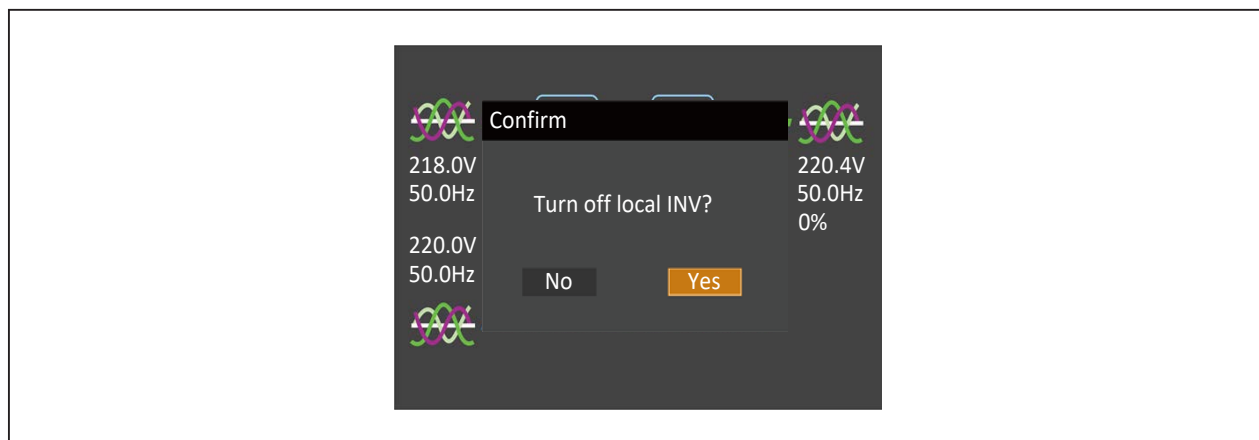 Confirm
218.0V
50.0Hz
220.0V
50.0Hz
Turn off local INV?
No
Yes
220.4V
50.0Hz
0%